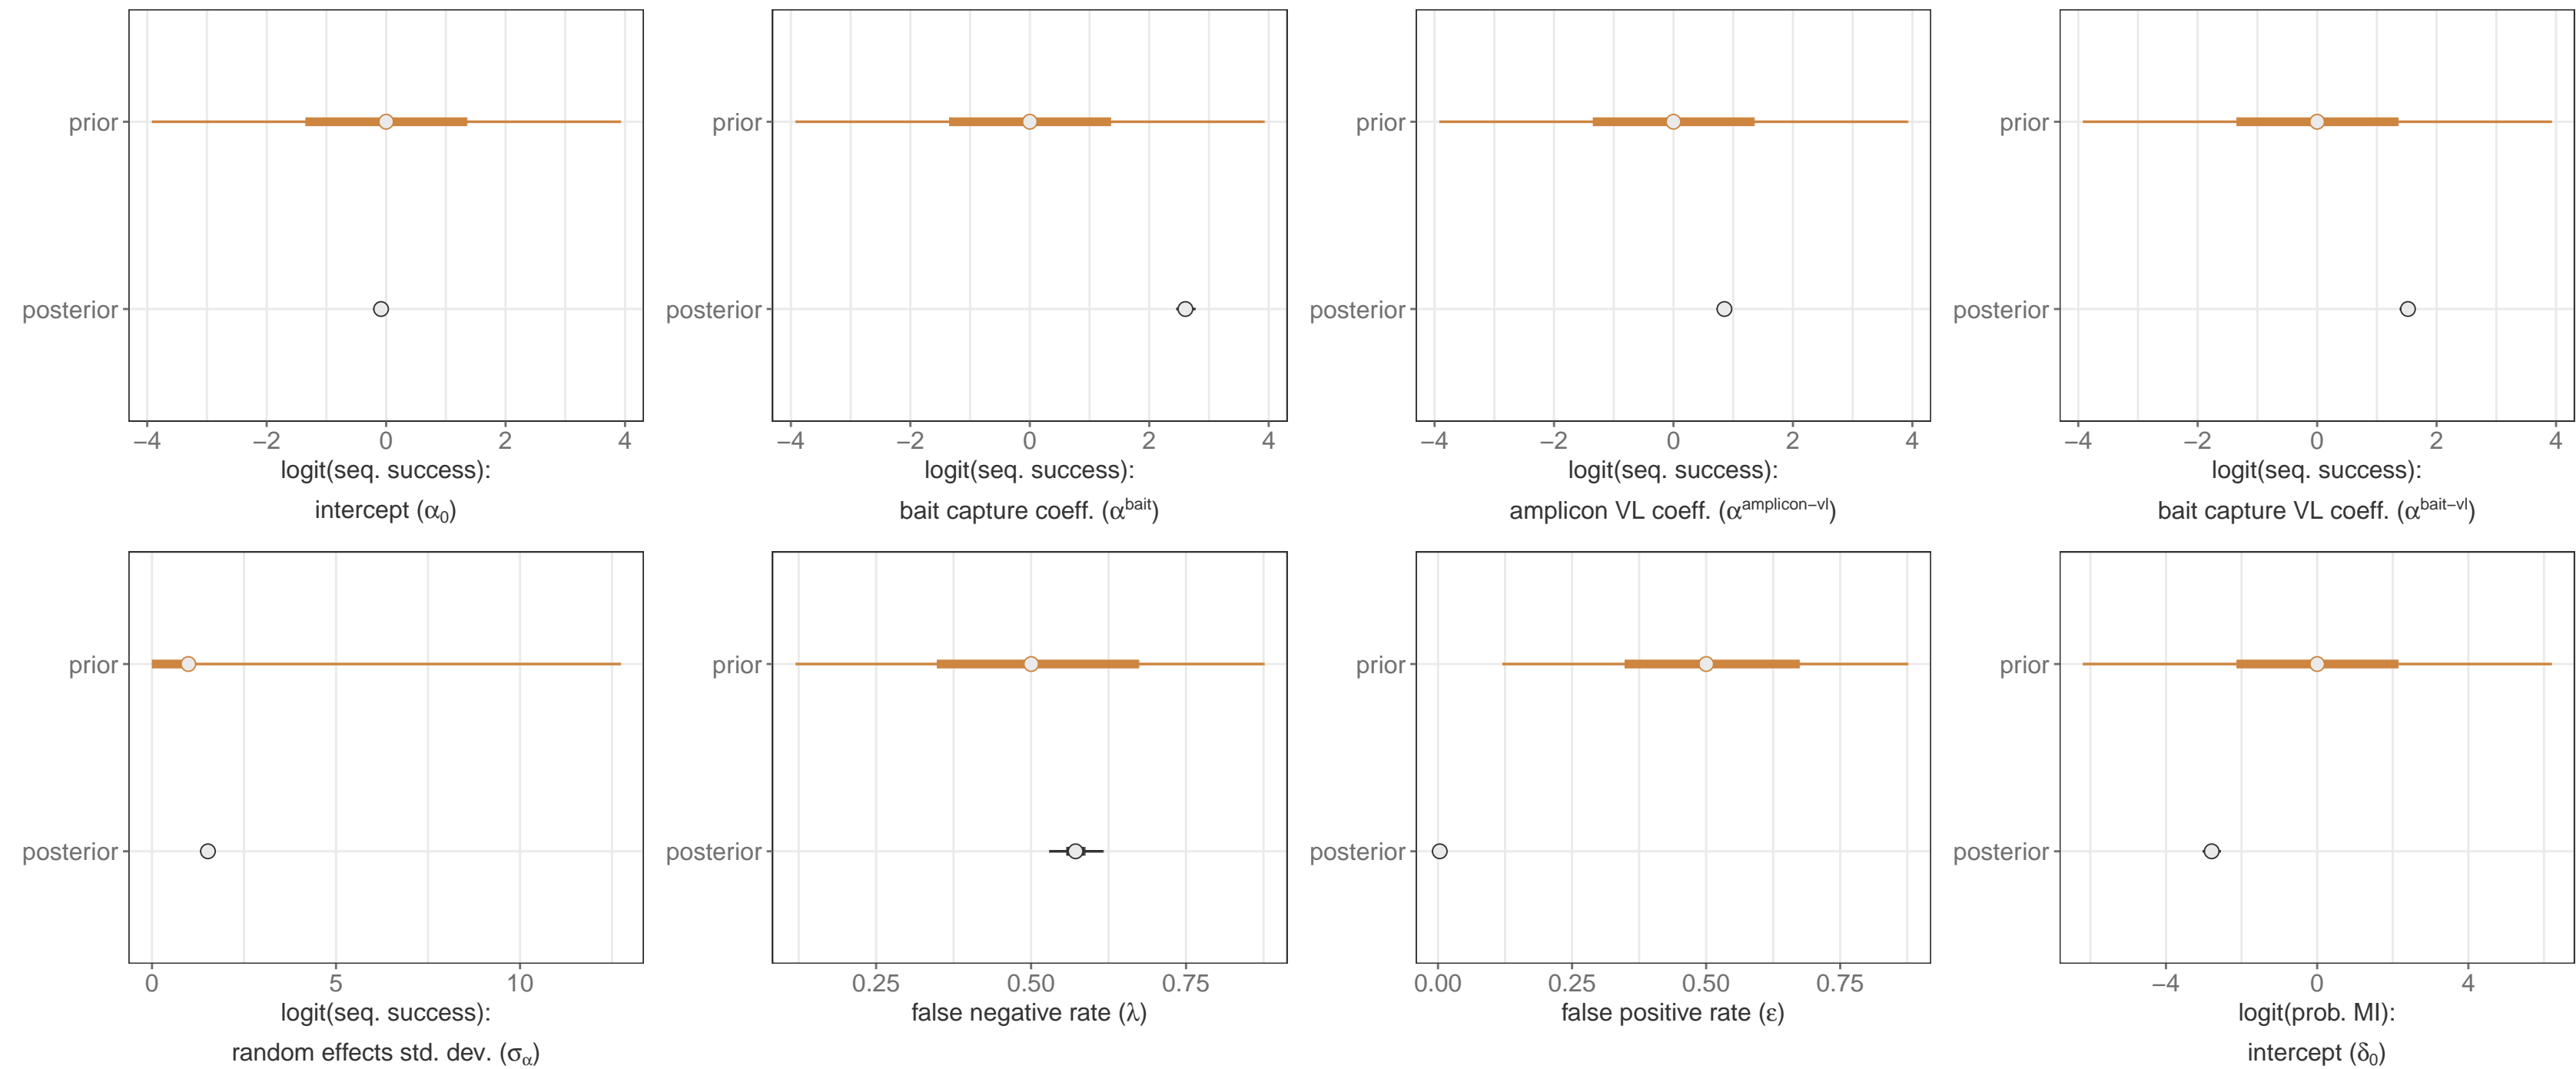 prior
posterior
−4 −2 0 2 4
logit(seq. success):
intercept (α0)
prior
posterior
−4 −2 0 2 4
logit(seq. success):
bait capture coeff. (α^bait)
prior
posterior
−4 −2 0 2 4
logit(seq. success):
amplicon VL coeff. (α^amplicon−vl)
prior
posterior
−4 −2 0 2 4
logit(seq. success):
bait capture VL coeff. (α^bait−vl)
prior
posterior
0 5 10
logit(seq. success):
random effects std. dev. (σα)
prior
posterior
0.25 0.50 0.75
false negative rate (λ)
prior
posterior
0.00 0.25 0.50 0.75
false positive rate (ε)
prior
posterior
−4 0 4
logit(prob. MI):
intercept (δ0)